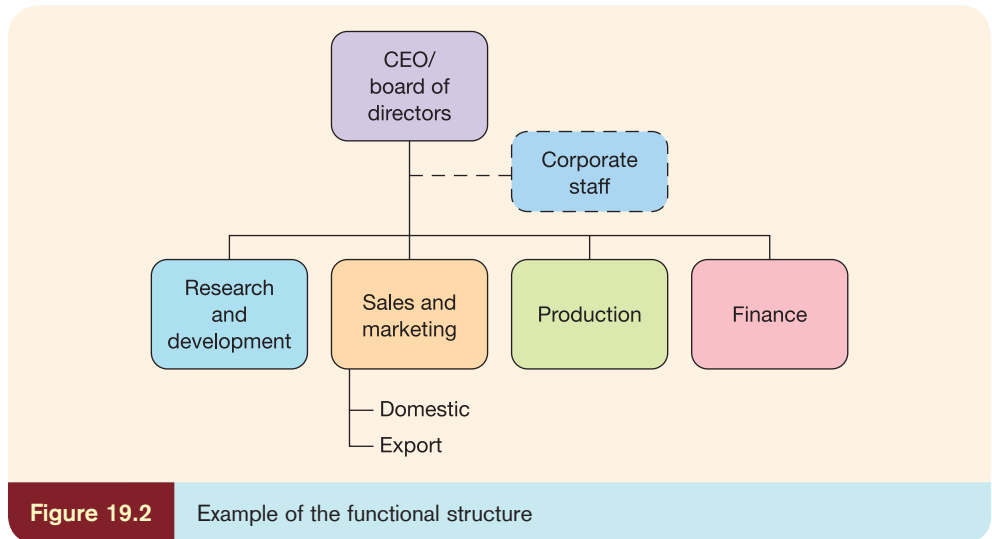 CEO/
board of
directors
Corporate
staff
Research
and
development
Sales and
marketing
Production
Finance
Domestic
Export
Figure 19.2 Example of the functional structure